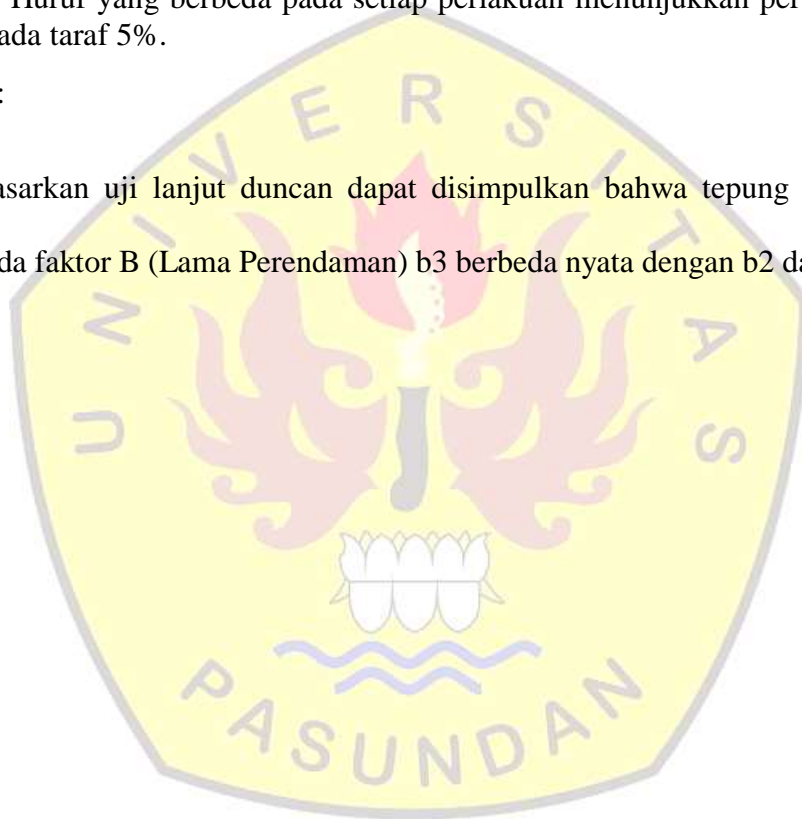 Huruf yang berbeda pada setiap perlakuan menunjukkan per
ada taraf 5%.
:
asarkan uji lanjut duncan dapat disimpulkan bahwa tepung
da faktor B (Lama Perendaman) b3 berbeda nyata dengan b2 da
UNIVERSITAS
PASUNDAN